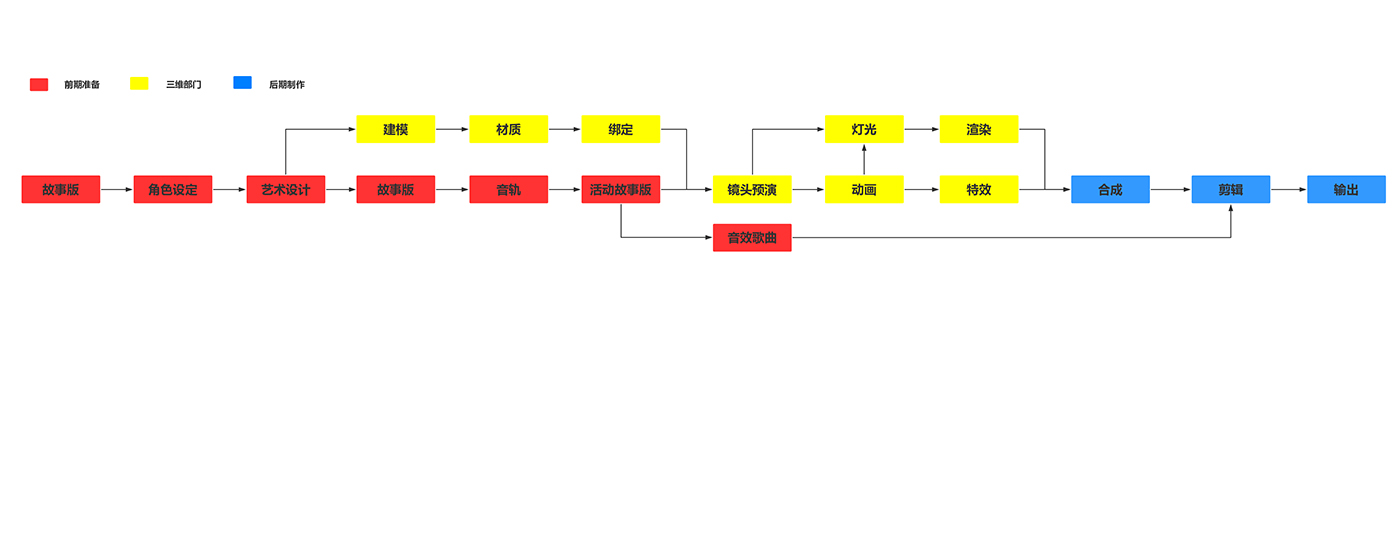 前期准备 三维部门 后期制作
建模 材质 绑定 灯光 渲染
故事版 角色设定 艺术设计 故事版 音轨 活动故事版 镜头预演 动画 特效 合成 剪辑 输出
音效歌曲